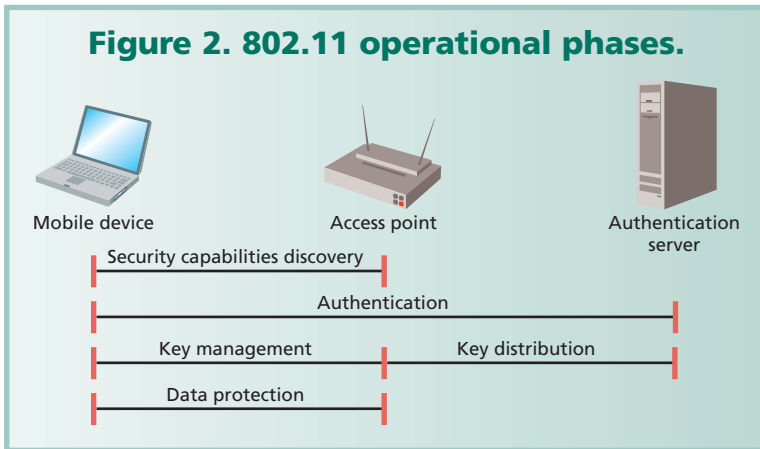 Figure 2. 802.11 operational phases.
Mobile device
Access point
Authentication
server
Security capabilities discovery
Authentication
Key management
Key distribution
Data protection